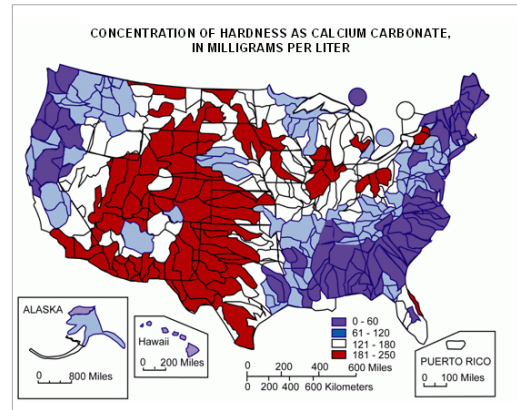 CONCENTRATION OF HARDNESS AS CALCIUM CARBONATE,
IN MILLIGRAMS PER LITER
ALASKA
0 800 Miles
Hawaii
0 200 Miles
0 - 60
61 - 120
121 - 180
181 - 250
0 200 400 600 Miles
0 200 400 600 Kilometers
PUERTO RICO
0 100 Miles